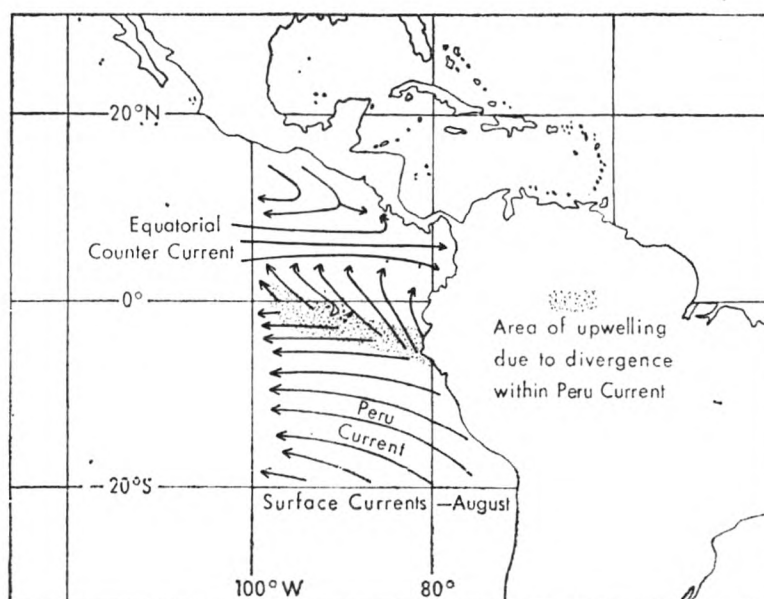 20°N
Equatorial
Counter Current
0°
Area of upwelling
due to divergence
within Peru Current
Peru
Current
20°S
Surface Currents —August
100°W
80°